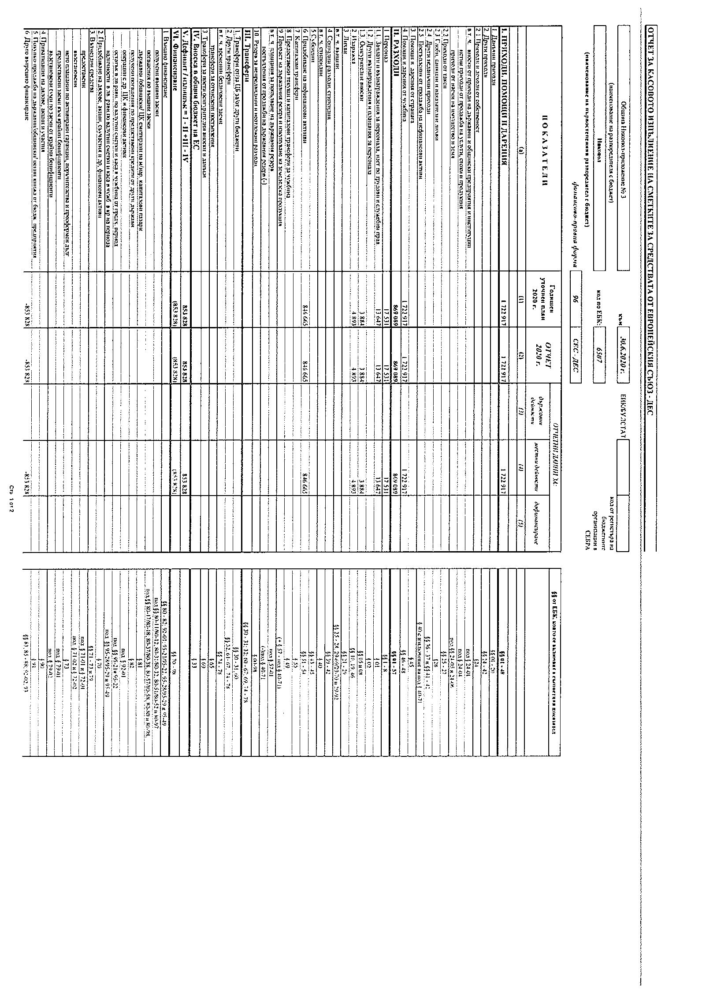 ОТЧЕТ ЗА КАСОВОТО ИЗПЪЛНЕНИЕ НА СМЕТКИТЕ ЗА СРЕДСТВАТА ОТ ЕВРОПЕЙСКИЯ СЪЮЗ - ДЕС
Община Никопол-приложение № 3 към 30.6.2020 г. ЕИК/БУЛСТАТ
(наименование на разпоредителя с бюджет) код от регистъра на бюджетните организации в СЕБРА
Никопол код по ЕБК: 6507
(наименование на първостепенния разпоредител с бюджет)
финансово-правна форма 96 СЕС - ДЕС
П О К А З А Т Е Л И Годишен уточнен план 2020 г. ОТЧЕТ 2020 г. ОТЧЕТНИ ДАННИ ЗА: §§ от ЕБК, които се включват в съответния показател
държавни дейности местни дейности дофинансиране
(а) (1) (2) (3) (4) (5)
I. ПРИХОДИ, ПОМОЩИ И ДАРЕНИЯ 1 722 917 1 722 917 1 722 917 §§ 01 - 48
1. Данъчни приходи §§ 01 - 20
2. Други приходи §§ 24 - 42
2.1 Приходи и доходи от собственост §24
в т. ч. вноски от приходи на държавни и общински предприятия и институции под § 24-01
нетни приходи от продажба на услуги, стоки и продукция под § 24-04
приходи от наеми на имущество и земя под §§ 24-05 и 24-06
2.2 Приходи от такси §§ 25 - 27
2.3 Глоби, санкции и наказателни лихви §28
2.4 Други неданъчни приходи §§ 36 - 37 и §§ 41 - 42
2.5 Постъпления от продажба на нефинансови активи § 40 с изключение на под § 40-71
3. Помощи и дарения от страната § 45
4. Помощи и дарения от чужбина 1 722 917 1 722 917 1 722 917 §§ 46 - 48
II. РАЗХОДИ 869 089 869 089 869 089 §§ 01 - 57
1 Персонал 17 531 17 531 17 531 §§ 1 - 8
1.1. Заплати и възнаграждения за персонала, нает по трудови и служебни прав. 13 647 13 647 13 647 § 01
1.2. Други възнаграждения и плащания за персонала § 02
1.3. Осигурителни вноски 3 884 3 884 3 884 §§ 05 и 08
2 Издръжка 4 893 4 893 4 893 §§ 10, 19, 46
3 Лихви §§ 21 - 29
в т. ч. външни §§ 25 - 28, 29-69/29-70 и 29-92
4 Социални разходи, стипендии §§ 39 - 42
в т. ч. стипендии § 40
5 Субсидии §§ 43 - 45
6 Придобиване на нефинансови активи 846 665 846 665 846 665 §§ 51 - 54
7 Капиталови трансфери § 55
8 Предоставени текущи и капиталови трансфери за чужбина § 49
9 Прираст на държавния резерв и изкупуване на земеделска продукция (+ § 57 - под § 40-71)
в т. ч. плащания за попълване на държавния резерв под § 57-01
постъпления от продажби на държавния резерв (-) (-)под § 40-71
10 Резерв за непредвидени и неотложни разходи § 00-98
III. Трансфери §§ 30 - 31; 32; 60 - 67; 69; 74 - 78
1. Трансфери от/за ЦБ за/от други бюджети §§ 30 - 31, 60
2 Други трансфери §§ 32, 61- 67, 74 - 78
в т. ч. временни безлихвени заеми §§ 74 - 78
трансфери за отчислени постъпления § 65
3 Трансфери за поети осигурителни вноски и данъци § 69
IV. Вноска в общия бюджет на ЕС § 33
V. Дефицит / излишък = I - II +III - IV 853 828 853 828 853 828
VI. Финансиране (853 828) (853 828) (853 828) §§ 70 - 98
1 Външно финансиране §§ 80 - 82; 92-01; 95-21/95-22, 95-28/95-29 и 95-49
получени външни заеми под §§ 80-11/80-12, 80-31/80-32, 80-51/80-52 и 80-97
погашения по външни заеми под §§ 80-17/80-18, 80-37/80-38, 80-57/80-58, 80-80 и 80-98
държавни /общински/ ЦК емитирани на м/нар. капиталови пазари § 81
получени погашения по предоставени кредити от други държави § 82
операции с др. ЦК и финансови активи под § 92-01
остатък в лв.равн. по валутни сметки и каса в чужбина от предх. период под §§ 95-21 и 95-22
наличности в лв. равн.по валутни сметки и каса в чужб. в кр.на периода под §§ 95-28/95-29 и 95-49
2. Придобиване на дялове, акции, съучастия и др. финансови активи § 70
3 Възмездни средства §§ 71 - 73 и 79
предоставени под § 71-01 и § 72-01
възстановени под § 71-02 и § 72-02
нето плащания по активирани гаранции, поръчителства и преоформен дълг § 73
предоставени заеми към крайни бенефициенти под § 79-01
възстановени суми по заеми от крайни бенефициенти под § 79-02
4 Приватизация на дялове, акции и участия § 90
5 Покупко-продажба на държавни/общински/ ценни книжа от бюдж. предприятия § 91
6 Друго вътрешно финансиране -853 828 -853 828 -853 828 §§ 83, 85 - 88, 92-02, 93
Стр. 1 от 2